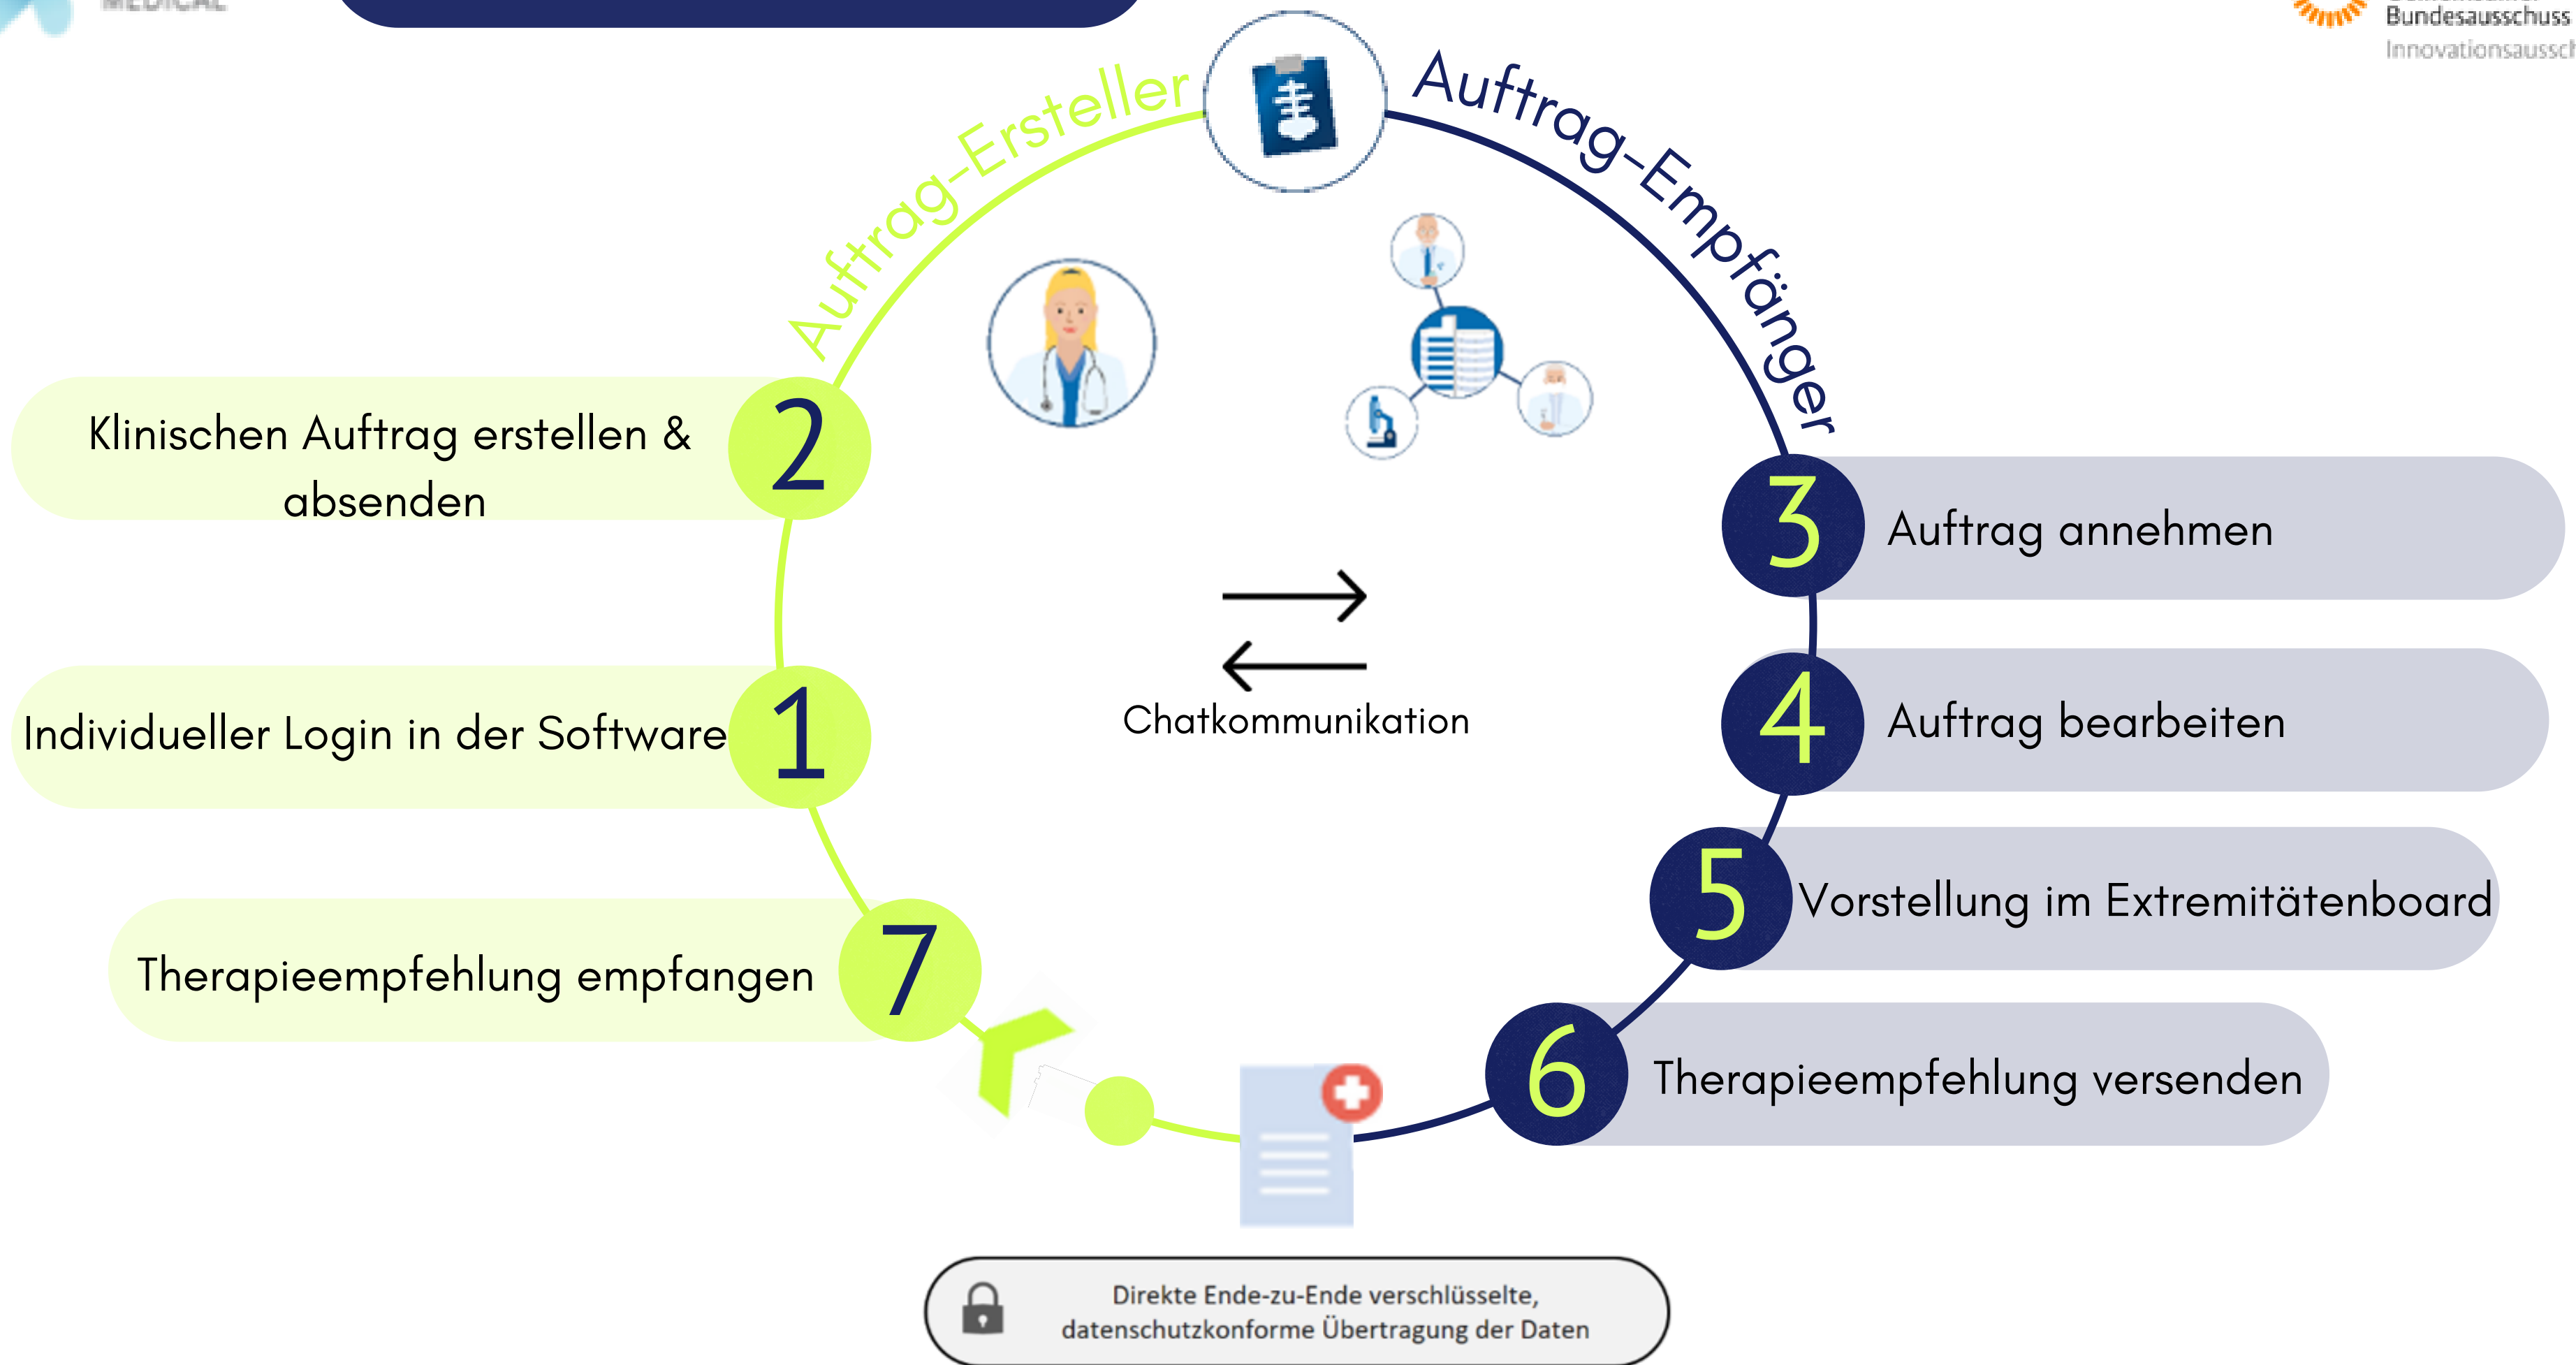 MEDICAL
Bundesausschuss
Auftrag-Ersteller
Auftrag-Empfänger
2
Klinischen Auftrag erstellen &
absenden
1
Individueller Login in der Software
7
Therapieempfehlung empfangen
Chatkommunikation
3
Auftrag annehmen
4
Auftrag bearbeiten
5
Vorstellung im Extremitätenboard
6
Therapieempfehlung versenden
Direkte Ende-zu-Ende verschlüsselte,
datenschutzkonforme Übertragung der Daten